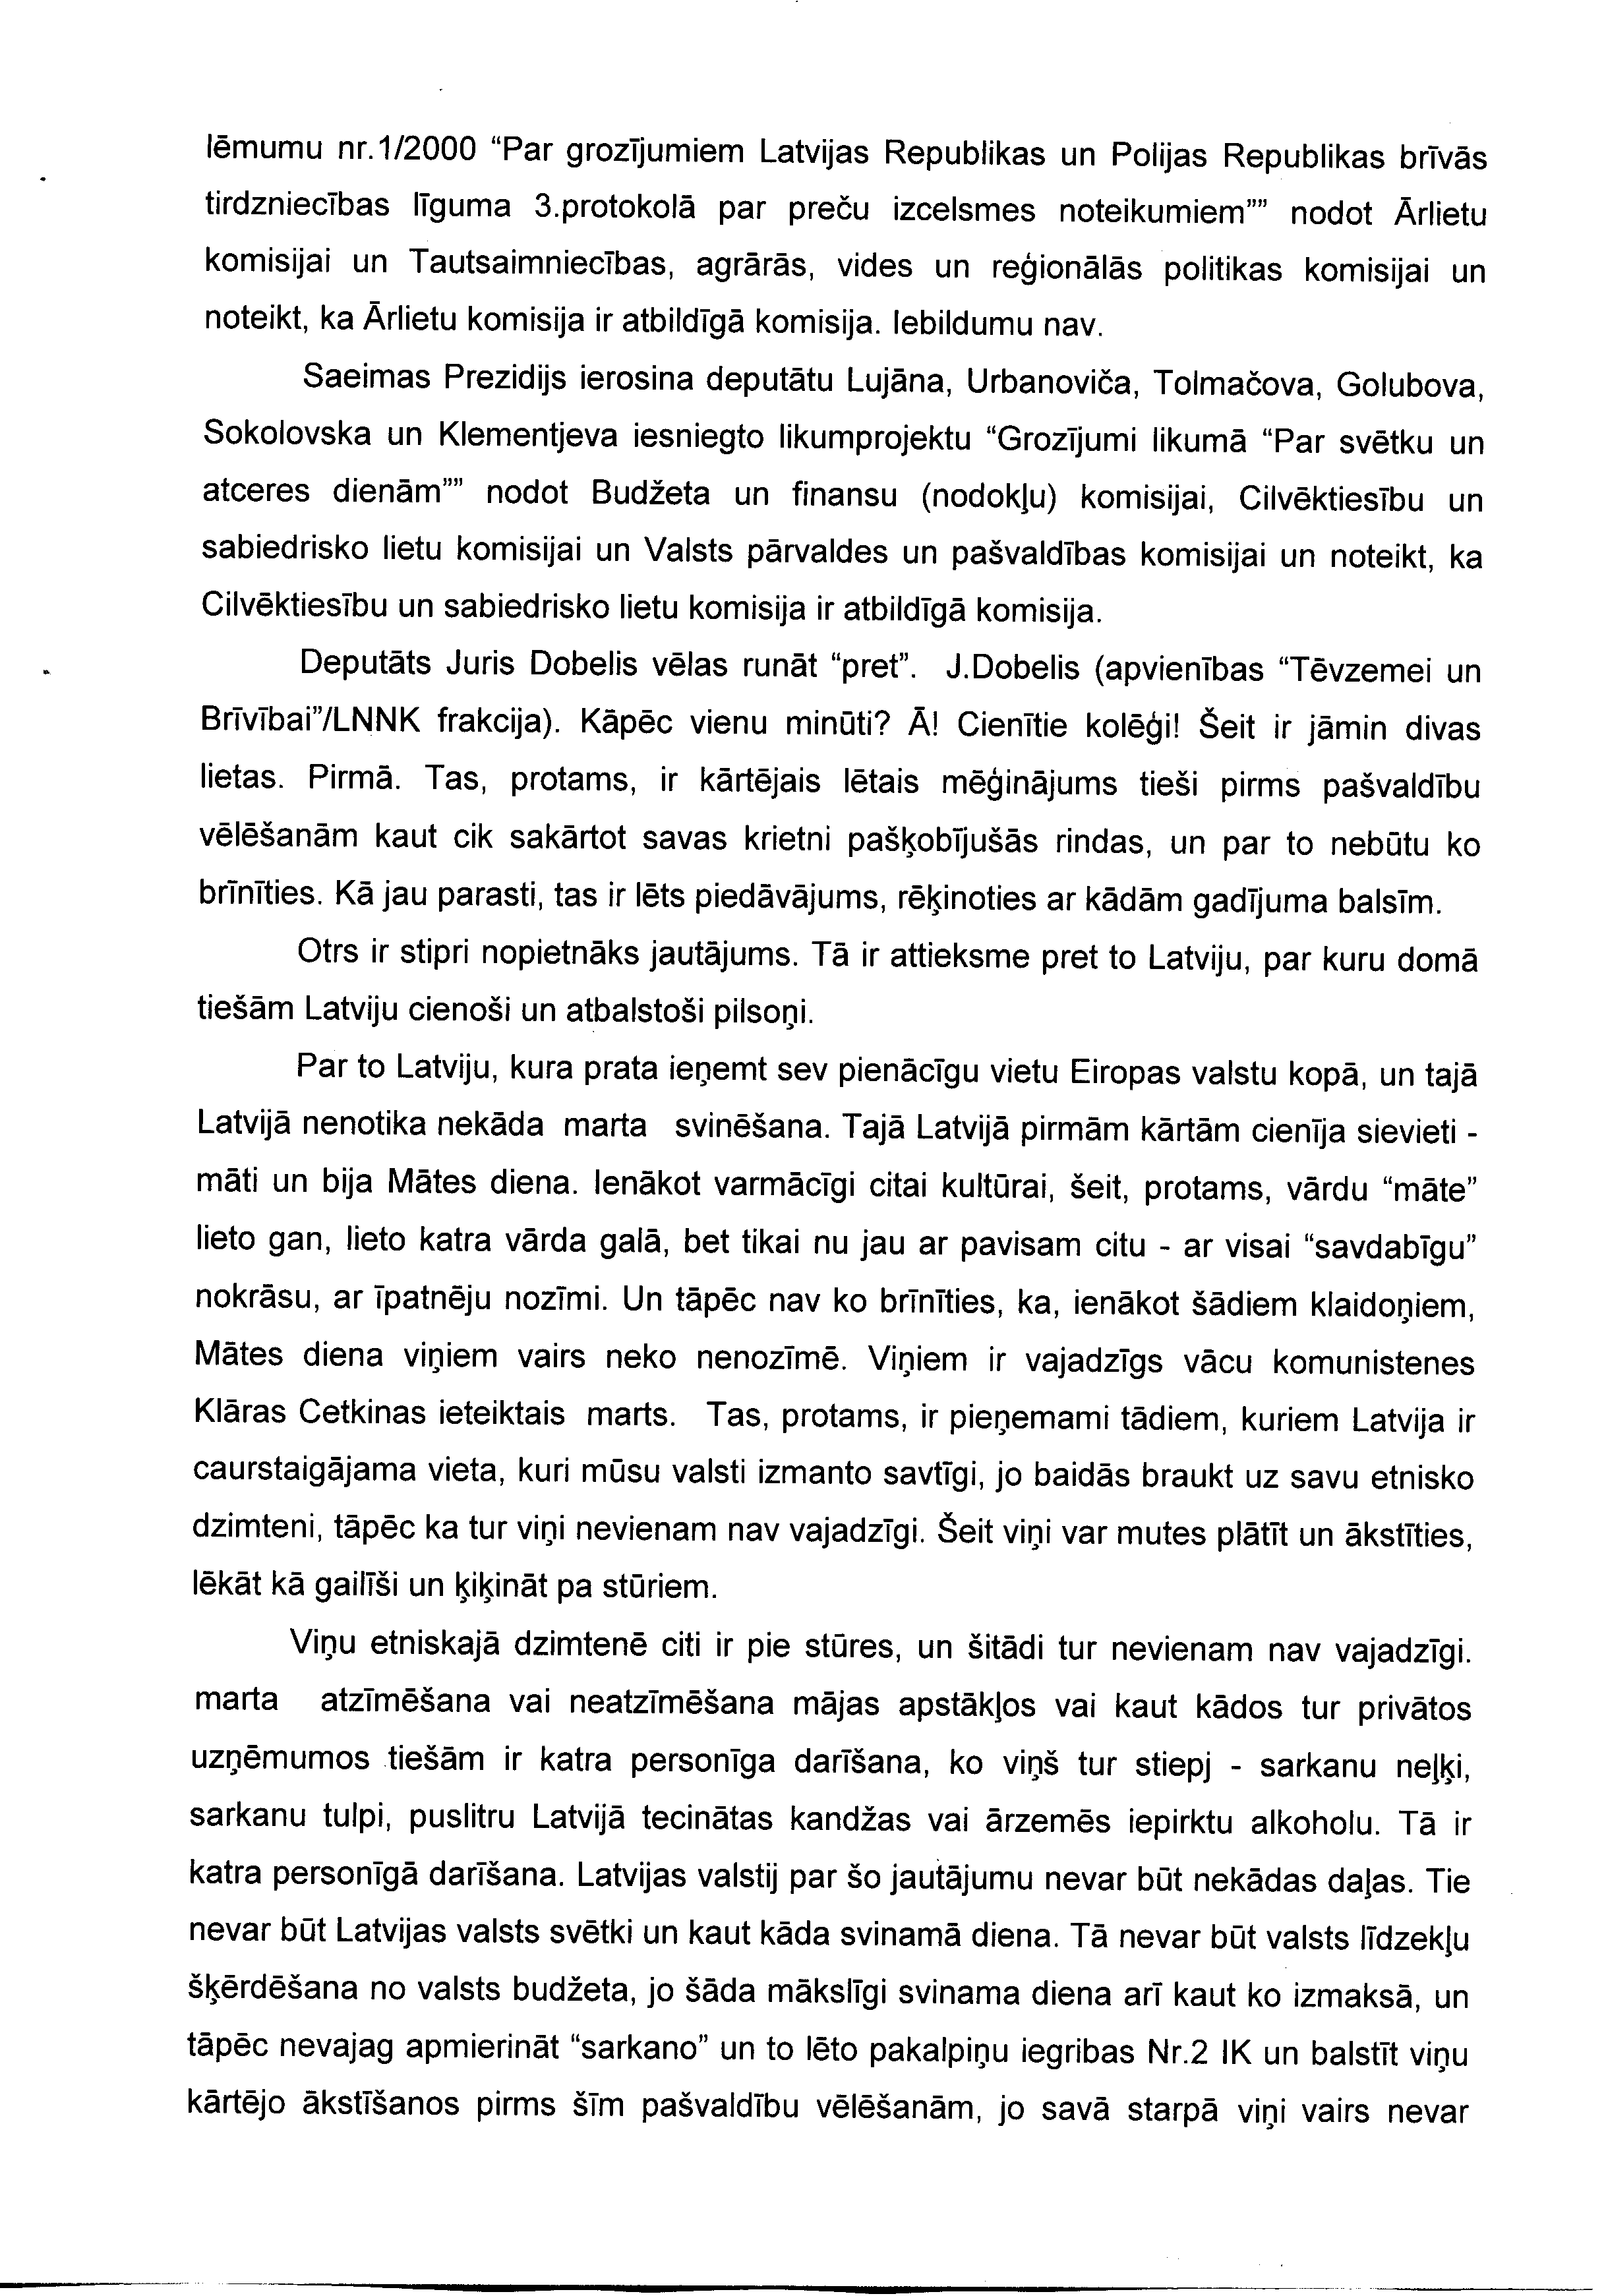 lēmumu nr.1/2000 “Par grozījumiem Latvijas Republikas un Polijas Republikas brīvās
tirdzniecības līguma 3.protokolā par preču izcelsmes noteikumiem”” nodot Ārlietu
komisijai un Tautsaimniecības, agrārās, vides un reģionālās politikas komisijai un
noteikt, ka Ārlietu komisija ir atbildīgā komisija. Iebildumu nav.
Saeimas Prezidijs ierosina deputātu Lujāna, Urbanoviča, Tolmačova, Golubova,
Sokolovska un Klementjeva iesniegto likumprojektu “Grozījumi likumā “Par svētku un
atceres dienām”” nodot Budžeta un finansu (nodokļu) komisijai, Cilvēktiesību un
sabiedrisko lietu komisijai un Valsts pārvaldes un pašvaldības komisijai un noteikt, ka
Cilvēktiesību un sabiedrisko lietu komisija ir atbildīgā komisija.
Deputāts Juris Dobelis vēlas runāt “pret”. J.Dobelis (apvienības “Tēvzemei un
Brīvībai”/LNNK frakcija). Kāpēc vienu minūti? Ā! Cienītie kolēģi! Šeit ir jāmin divas
lietas. Pirmā. Tas, protams, ir kārtējais lētais mēģinājums tieši pirms pašvaldību
vēlēšanām kaut cik sakārtot savas krietni pašķobījušās rindas, un par to nebūtu ko
brīnīties. Kā jau parasti, tas ir lēts piedāvājums, rēķinoties ar kādām gadījuma balsīm.
Otrs ir stipri nopietnāks jautājums. Tā ir attieksme pret to Latviju, par kuru domā
tiešām Latviju cienoši un atbalstoši pilsoņi.
Par to Latviju, kura prata ieņemt sev pienācīgu vietu Eiropas valstu kopā, un tajā
Latvijā nenotika nekāda marta svinēšana. Tajā Latvijā pirmām kārtām cienīja sievieti -
māti un bija Mātes diena. Ienākot varmācīgi citai kultūrai, šeit, protams, vārdu “māte”
lieto gan, lieto katra vārda galā, bet tikai nu jau ar pavisam citu - ar visai “savdabīgu”
nokrāsu, ar īpatnēju nozīmi. Un tāpēc nav ko brīnīties, ka, ienākot šādiem klaidoņiem,
Mātes diena viņiem vairs neko nenozīmē. Viņiem ir vajadzīgs vācu komunistenes
Klāras Cetkinas ieteiktais marts. Tas, protams, ir pieņemami tādiem, kuriem Latvija ir
caurstaigājama vieta, kuri mūsu valsti izmanto savtīgi, jo baidās braukt uz savu etnisko
dzimteni, tāpēc ka tur viņi nevienam nav vajadzīgi. Šeit viņi var mutes plātīt un ākstīties,
lēkāt kā gailīši un ķiķināt pa stūriem.
Viņu etniskajā dzimtenē citi ir pie stūres, un šitādi tur nevienam nav vajadzīgi.
marta atzīmēšana vai neatzīmēšana mājas apstākļos vai kaut kādos tur privātos
uzņēmumos tiešām ir katra personīga darīšana, ko viņš tur stiepj - sarkanu neļķi,
sarkanu tulpi, puslitru Latvijā tecinātas kandžas vai ārzemēs iepirktu alkoholu. Tā ir
katra personīgā darīšana. Latvijas valstij par šo jautājumu nevar būt nekādas daļas. Tie
nevar būt Latvijas valsts svētki un kaut kāda svinamā diena. Tā nevar būt valsts līdzekļu
šķērdēšana no valsts budžeta, jo šāda mākslīgi svinama diena arī kaut ko izmaksā, un
tāpēc nevajag apmierināt “sarkano” un to lēto pakalpiņu iegribas Nr.2 IK un balstīt viņu
kārtējo ākstīšanos pirms šīm pašvaldību vēlēšanām, jo savā starpā viņi vairs nevar